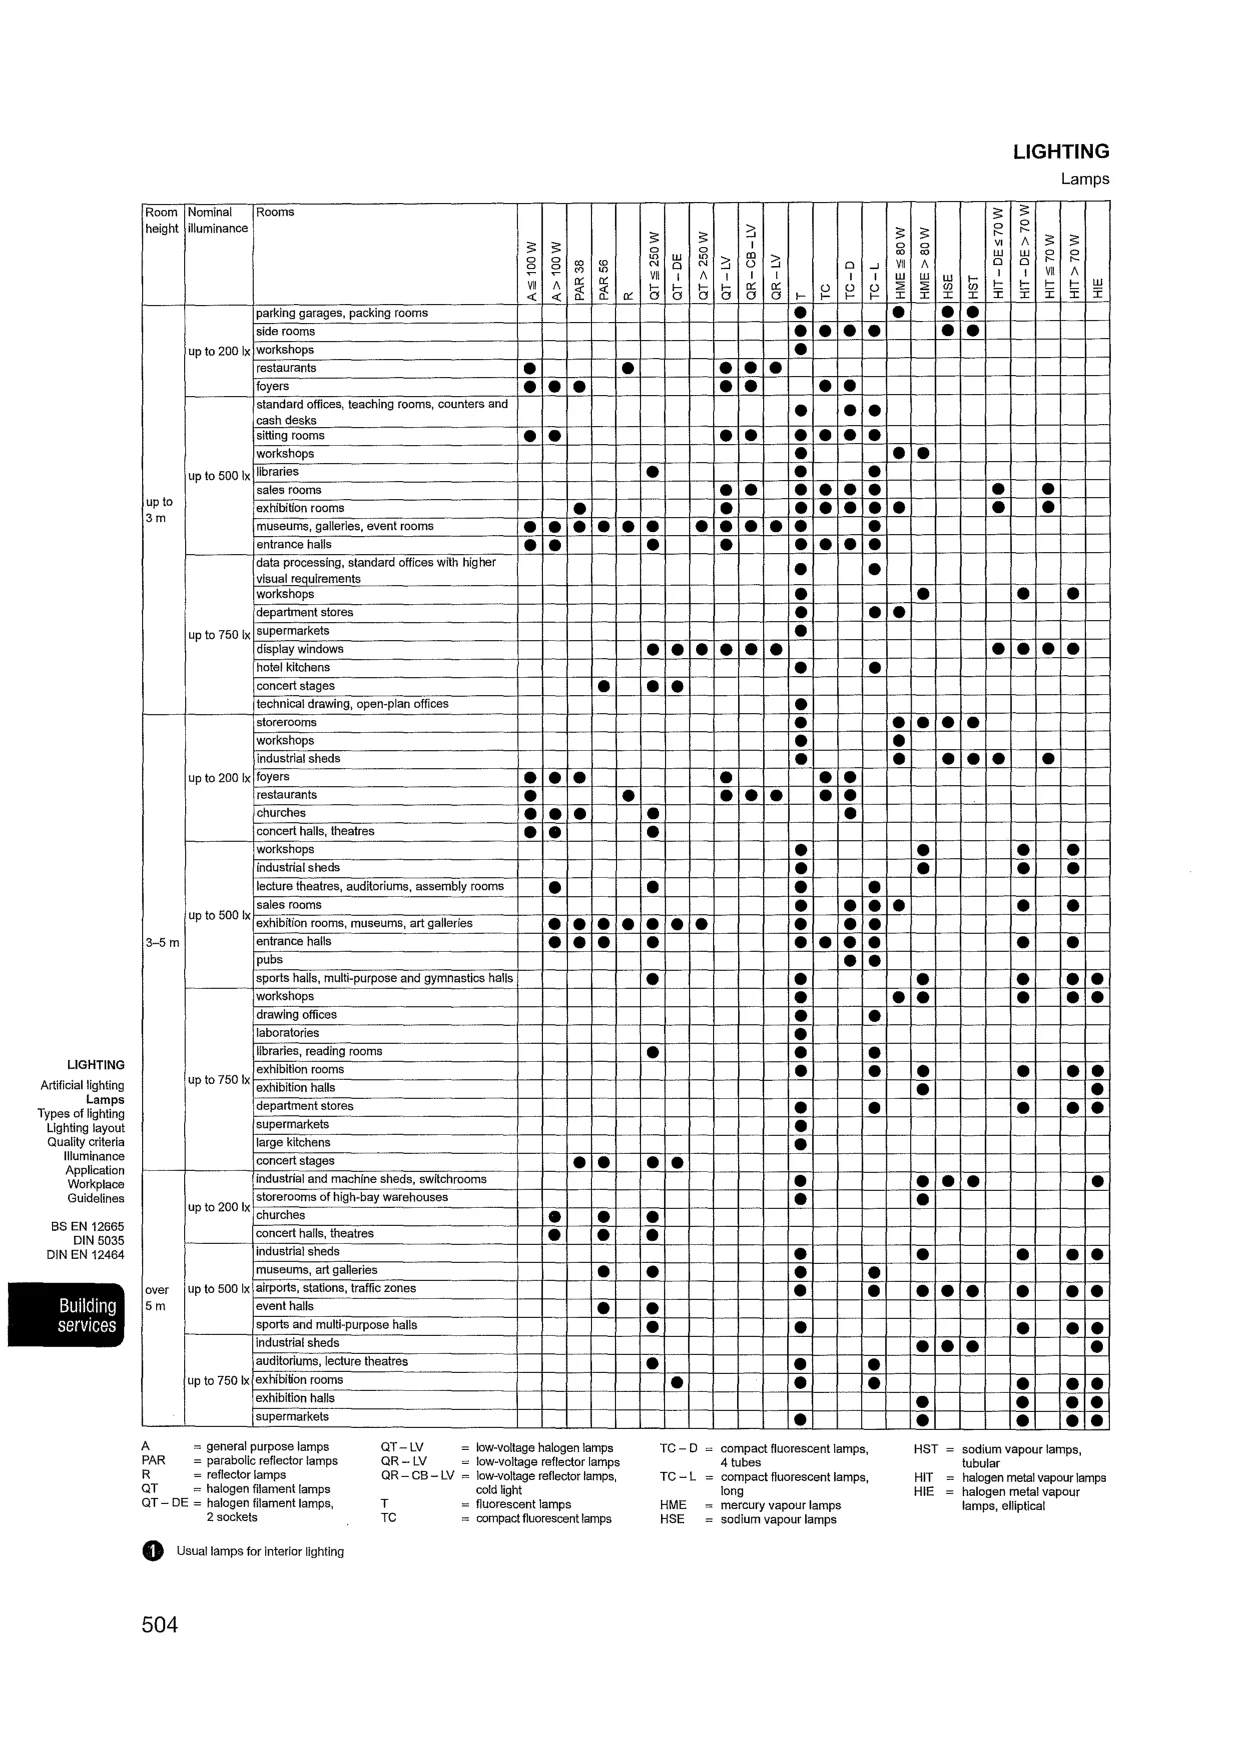 LIGHTING
Lamps
Room height
Nominal illuminance
Rooms
A ≦ 100 W
A > 100 W
PAR 38
PAR 56
R
QT ≦ 250 W
QT – DE
QT > 250 W
QT – LV
QR – CB – LV
QR – LV
T
TC
TC – D
TC – L
HME ≦ 80 W
HME > 80 W
HSE
HST
HIT – DE ≤ 70 W
HIT – DE > 70 W
HIT ≦ 70 W
HIT > 70 W
HIE
up to 3 m
up to 200 lx
parking garages, packing rooms
side rooms
workshops
restaurants
foyers
up to 500 lx
standard offices, teaching rooms, counters and
cash desks
sitting rooms
workshops
libraries
sales rooms
exhibition rooms
museums, galleries, event rooms
entrance halls
up to 750 lx
data processing, standard offices with higher
visual requirements
workshops
department stores
supermarkets
display windows
hotel kitchens
concert stages
technical drawing, open-plan offices
3–5 m
up to 200 lx
storerooms
workshops
industrial sheds
foyers
restaurants
churches
concert halls, theatres
up to 500 lx
workshops
industrial sheds
lecture theatres, auditoriums, assembly rooms
sales rooms
exhibition rooms, museums, art galleries
entrance halls
pubs
sports halls, multi-purpose and gymnastics halls
up to 750 lx
workshops
drawing offices
laboratories
libraries, reading rooms
exhibition rooms
exhibition halls
department stores
supermarkets
large kitchens
concert stages
over 5 m
up to 200 lx
industrial and machine sheds, switchrooms
storerooms of high-bay warehouses
churches
concert halls, theatres
up to 500 lx
industrial sheds
museums, art galleries
airports, stations, traffic zones
event halls
sports and multi-purpose halls
up to 750 lx
industrial sheds
auditoriums, lecture theatres
exhibition rooms
exhibition halls
supermarkets
LIGHTING
Artificial lighting
Lamps
Types of lighting
Lighting layout
Quality criteria
Illuminance
Application
Workplace
Guidelines
BS EN 12665
DIN 5035
DIN EN 12464
Building
services
A = general purpose lamps
PAR = parabolic reflector lamps
R = reflector lamps
QT = halogen filament lamps
QT – DE = halogen filament lamps,
2 sockets
QT – LV = low-voltage halogen lamps
QR – LV = low-voltage reflector lamps
QR – CB – LV = low-voltage reflector lamps,
cold light
T = fluorescent lamps
TC = compact fluorescent lamps
TC – D = compact fluorescent lamps,
4 tubes
TC – L = compact fluorescent lamps,
long
HME = mercury vapour lamps
HSE = sodium vapour lamps
HST = sodium vapour lamps,
tubular
HIT = halogen metal vapour lamps
HIE = halogen metal vapour
lamps, elliptical
1 Usual lamps for interior lighting
504